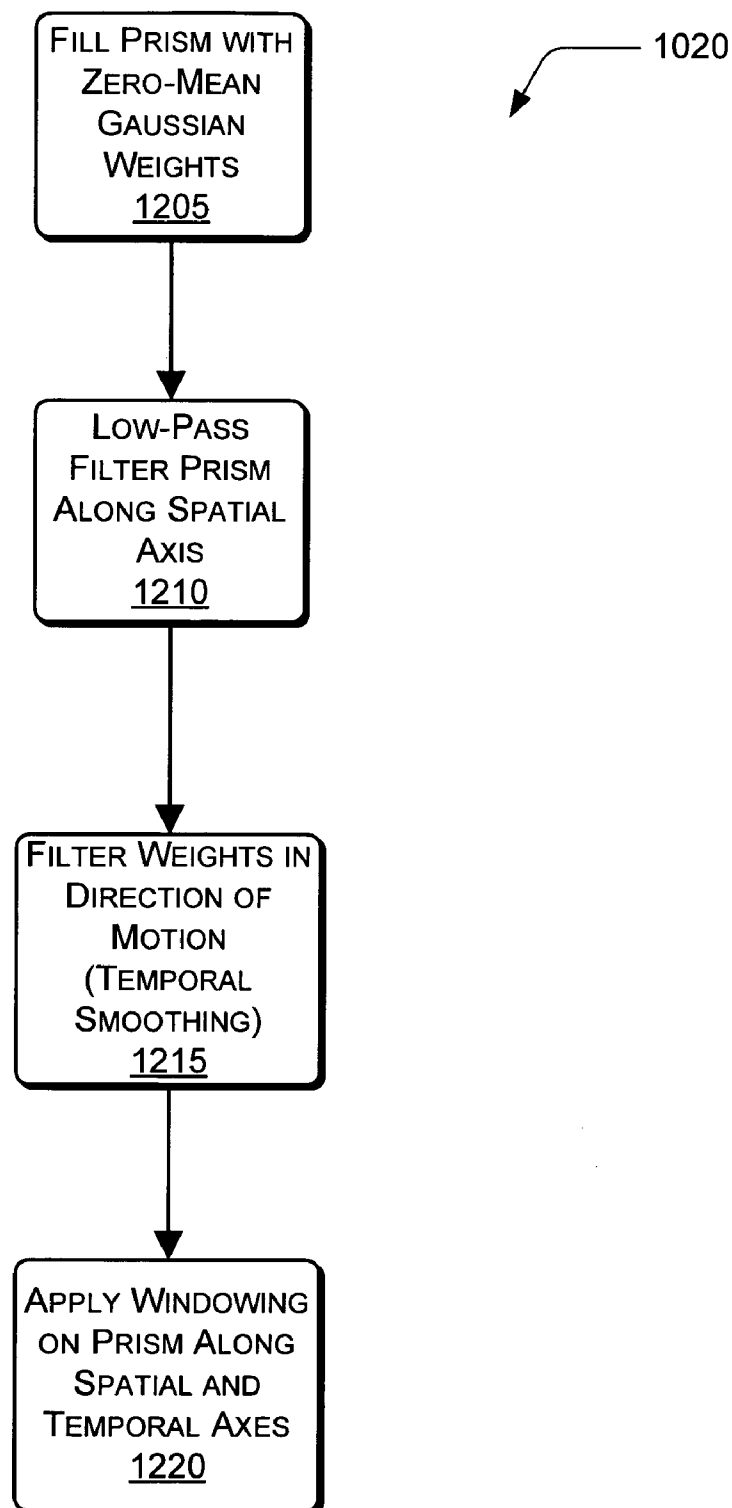 FILL PRISM WITH
ZERO-MEAN
GAUSSIAN
WEIGHTS
1205
1020
LOW-PASS
FILTER PRISM
ALONG SPATIAL
AXIS
1210
FILTER WEIGHTS IN
DIRECTION OF
MOTION
(TEMPORAL
SMOOTHING)
1215
APPLY WINDOWING
ON PRISM ALONG
SPATIAL AND
TEMPORAL AXES
1220